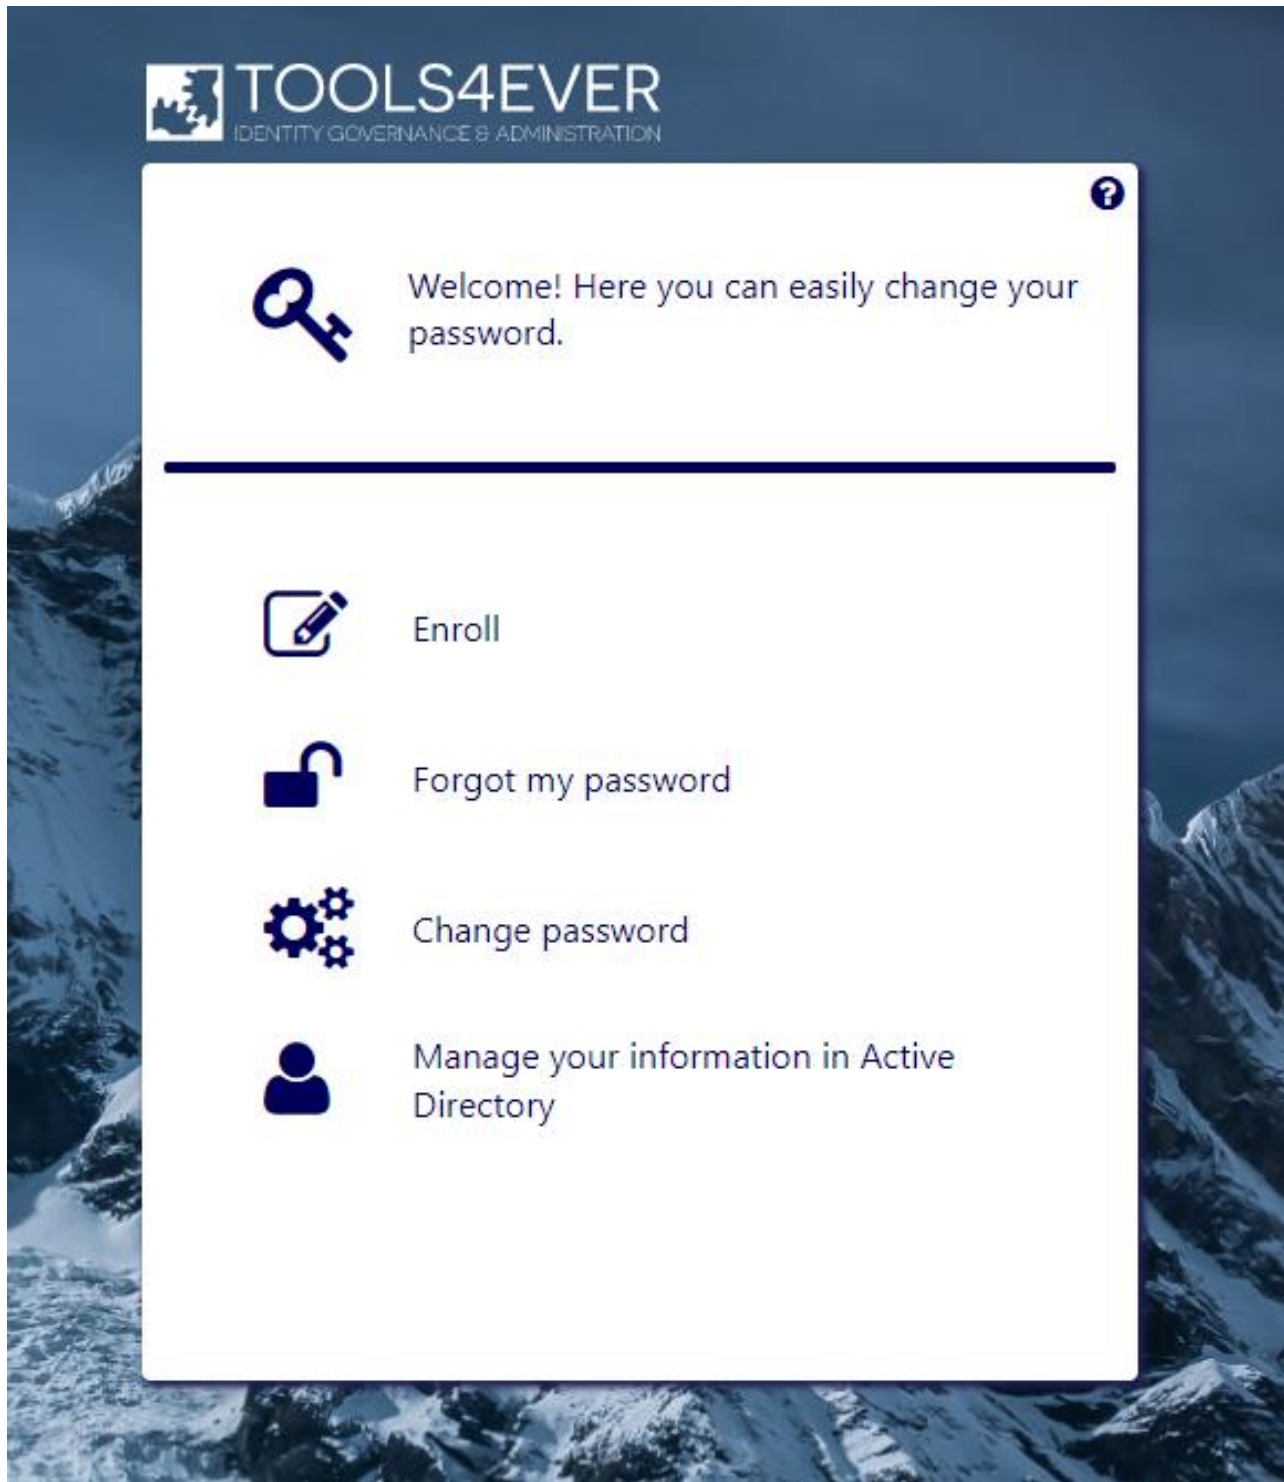 TOOLS4EVER
IDENTITY GOVERNANCE & ADMINISTRATION
?
Welcome! Here you can easily change your
password.
Enroll
Forgot my password
Change password
Manage your information in Active
Directory